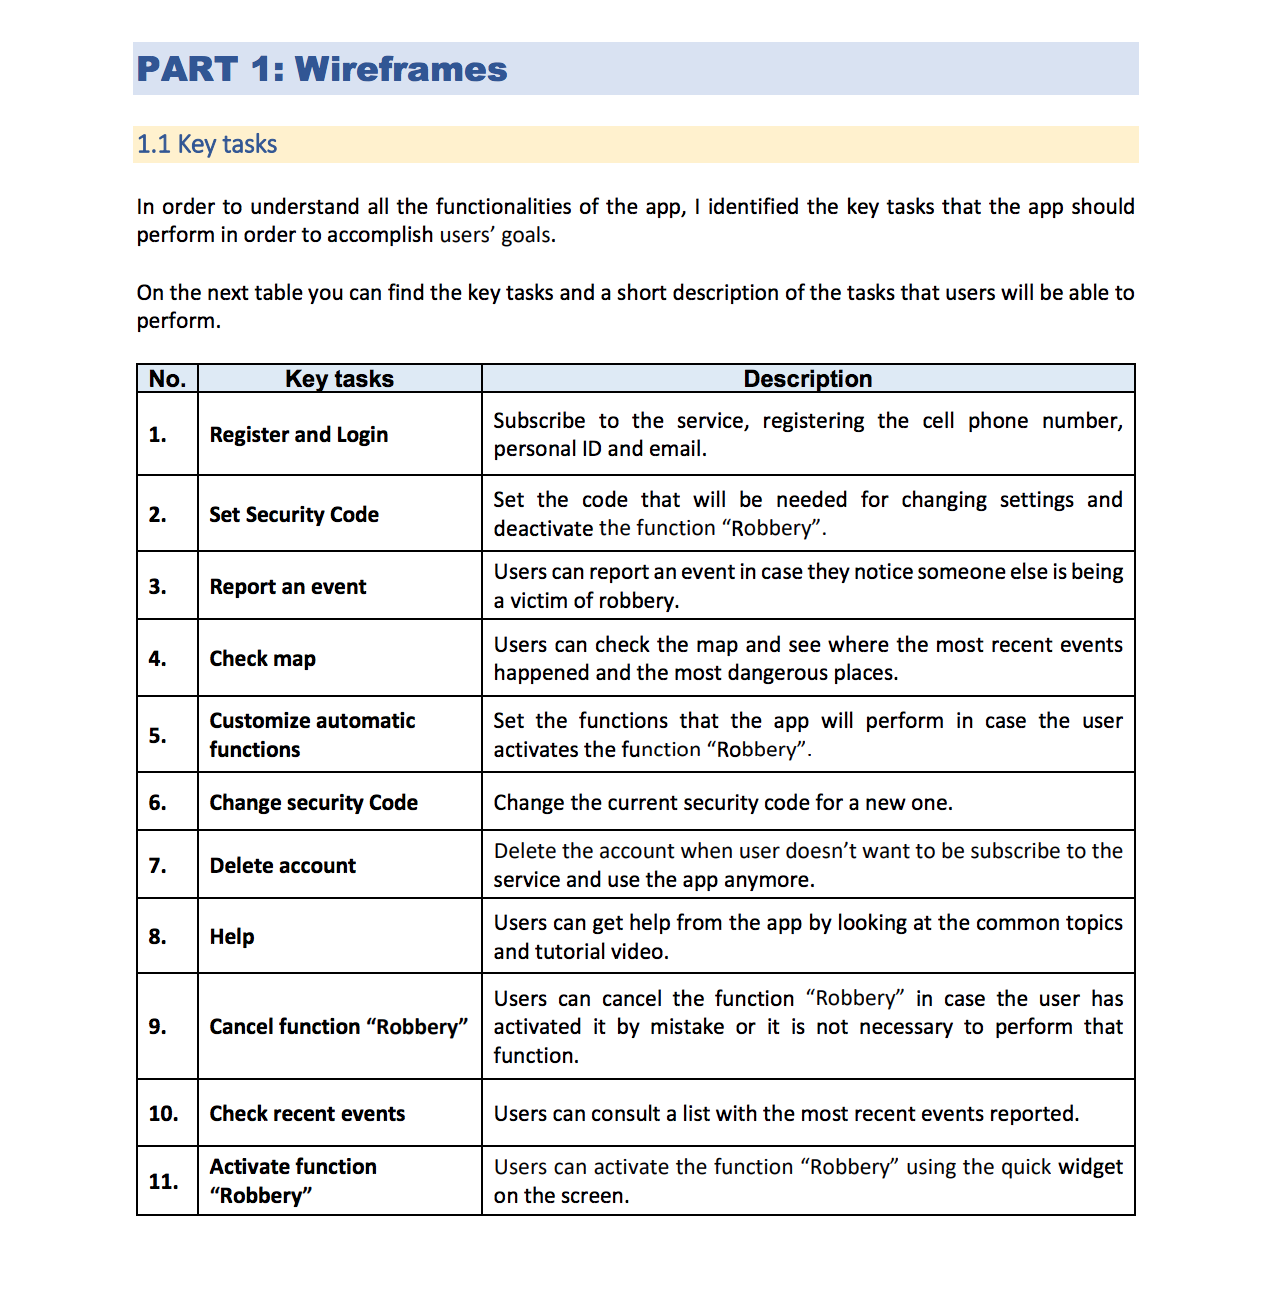 PART 1: Wireframes
1.1 Key tasks
In order to understand all the functionalities of the app, I identified the key tasks that the app should
perform in order to accomplish users’ goals.
On the next table you can find the key tasks and a short description of the tasks that users will be able to
perform.
No. Key tasks Description
1. Register and Login
Subscribe to the service, registering the cell phone number,
personal ID and email.
2. Set Security Code
Set the code that will be needed for changing settings and
deactivate the function “Robbery”.
3. Report an event
Users can report an event in case they notice someone else is being
a victim of robbery.
4. Check map
Users can check the map and see where the most recent events
happened and the most dangerous places.
5. Customize automatic
functions
Set the functions that the app will perform in case the user
activates the function “Robbery”.
6. Change security Code
Change the current security code for a new one.
7. Delete account
Delete the account when user doesn’t want to be subscribe to the
service and use the app anymore.
8. Help
Users can get help from the app by looking at the common topics
and tutorial video.
9. Cancel function “Robbery”
Users can cancel the function “Robbery” in case the user has
activated it by mistake or it is not necessary to perform that
function.
10. Check recent events
Users can consult a list with the most recent events reported.
11. Activate function
“Robbery”
Users can activate the function “Robbery” using the quick widget
on the screen.